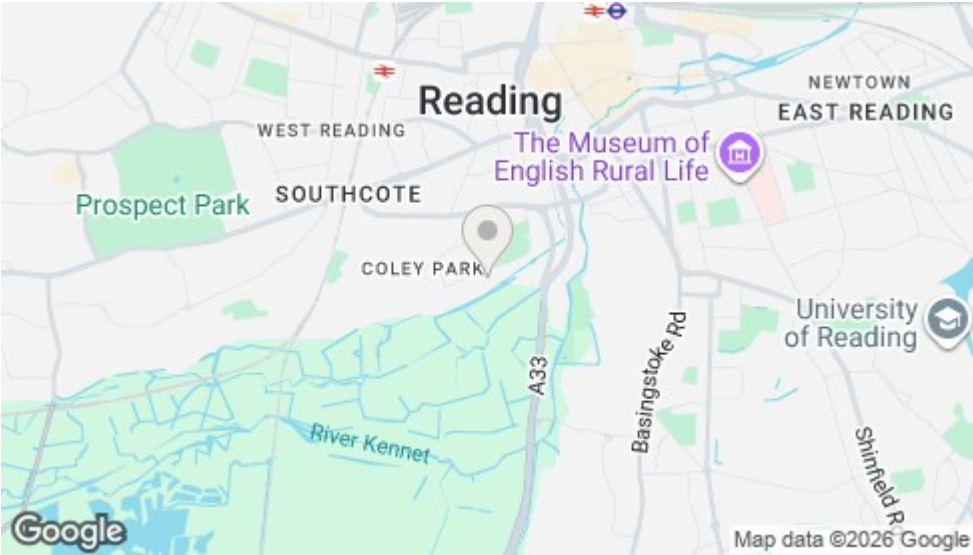 Reading
NEWTOWN
EAST READING
WEST READING
The Museum of
English Rural Life
SOUTHCOTE
Prospect Park
COLEY PARK
University
of Reading
A33
Basingstoke Rd
River Kennet
Shinfield R
Google
Map data ©2026 Google